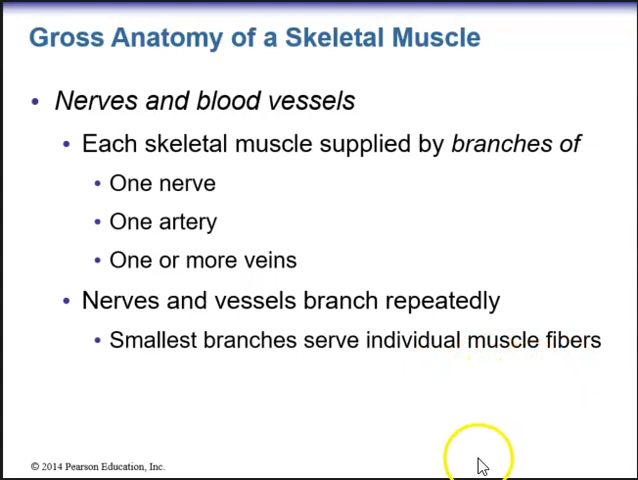 Gross Anatomy of a Skeletal Muscle
• Nerves and blood vessels
• Each skeletal muscle supplied by branches of
• One nerve
• One artery
• One or more veins
• Nerves and vessels branch repeatedly
• Smallest branches serve individual muscle fibers
© 2014 Pearson Education, Inc.